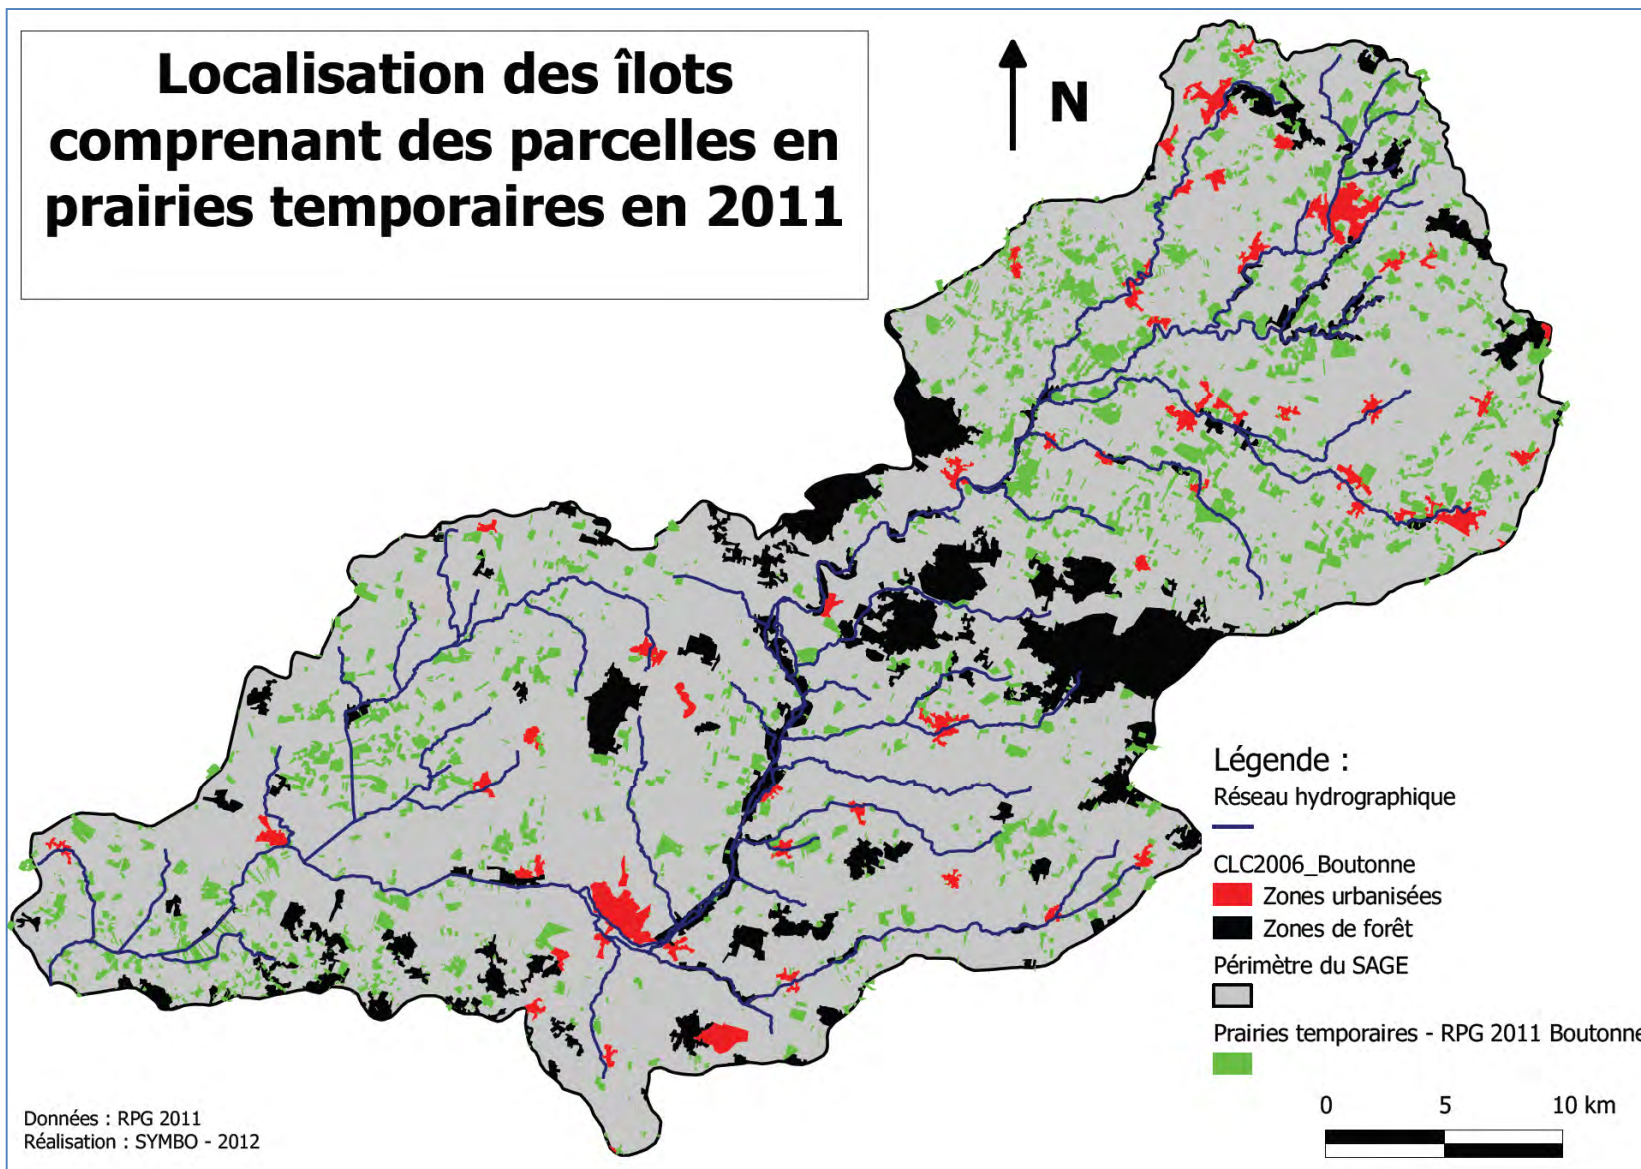 Localisation des îlots
comprenant des parcelles en
prairies temporaires en 2011
N
Légende :
Réseau hydrographique
CLC2006_Boutonne
Zones urbanisées
Zones de forêt
Périmètre du SAGE
Prairies temporaires - RPG 2011 Boutonne
0 5 10 km
Données : RPG 2011
Réalisation : SYMBO - 2012